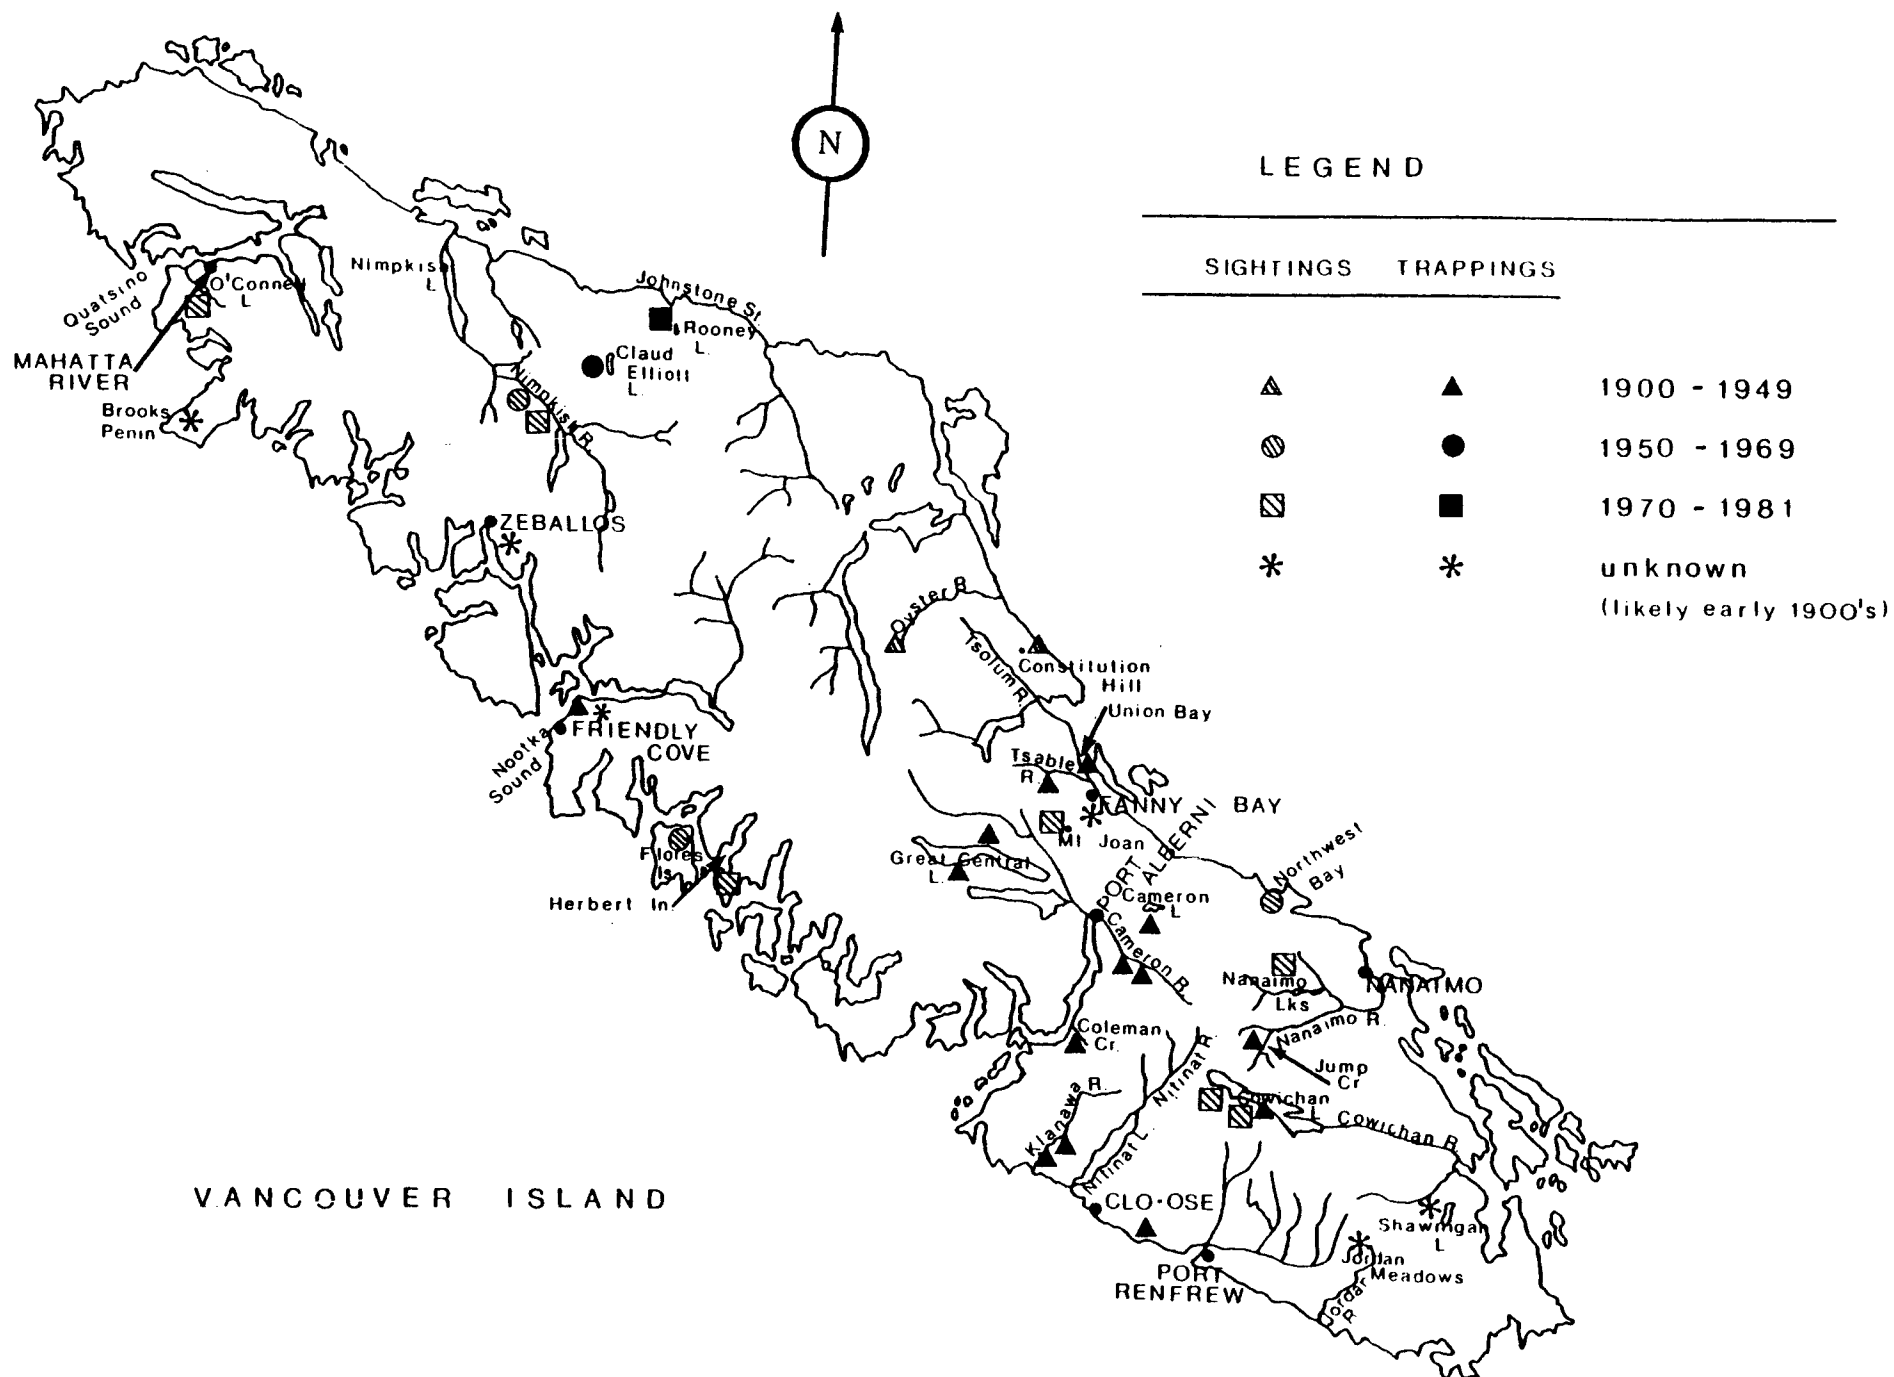 N
LEGEND
SIGHTINGS TRAPPINGS
1900 - 1949
1950 - 1969
1970 - 1981
unknown
(likely early 1900's)
Quatsino
Sound
O'Connell
L
MAHATTA
RIVER
Brooks
Penin
Nimpkish
L
Johnstone St.
Rooney
L.
Claud
Elliott
L.
Nimpkish R.
ZEBALLOS
Oyster R
Tsolum R.
Constitution
Hill
Union Bay
Nootka
Sound
FRIENDLY
COVE
Tsable
R.
FANNY BAY
Mt Joan
Flores
Is.
Herbert In.
Great Central
L.
PORT
ALBERNI
Cameron
L
Cameron R.
Northwest
Bay
NANAIMO
Nanaimo
Lks
Nanaimo R.
Jump
Cr
Coleman
Cr.
Klanawa R.
Nitinat R.
Nitinat L.
Cowichan
L
Cowichan R.
CLO-OSE
PORT
RENFREW
Shawnigan
L
Jordan
Meadows
Jordan
R.
VANCOUVER ISLAND